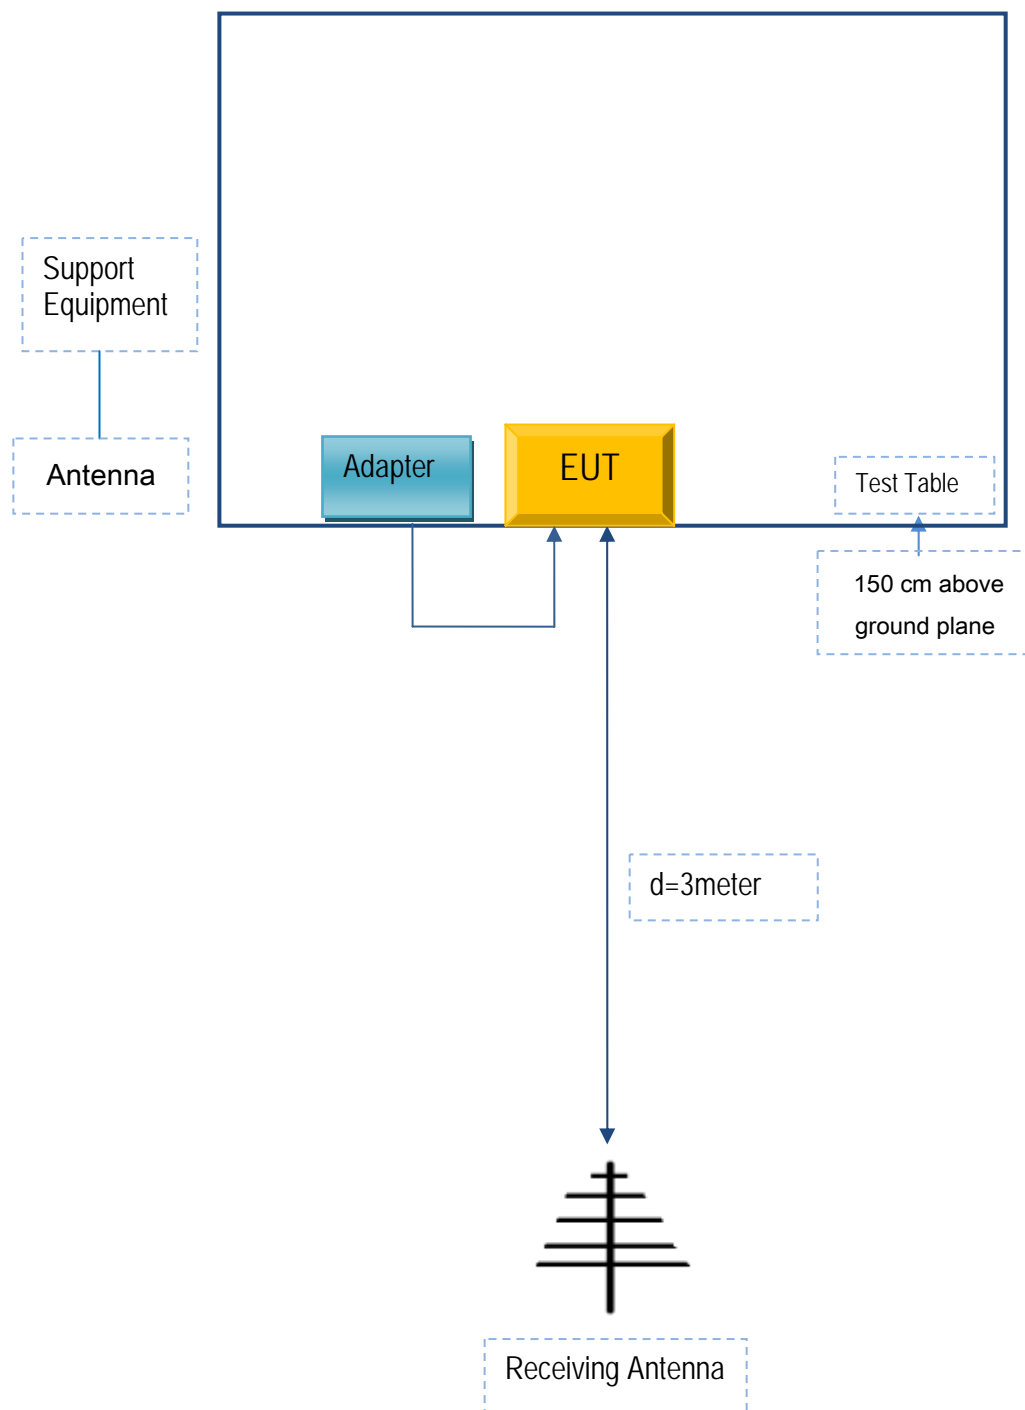 Support
Equipment
Antenna
Adapter
EUT
Test Table
150 cm above
ground plane
d=3meter
Receiving Antenna